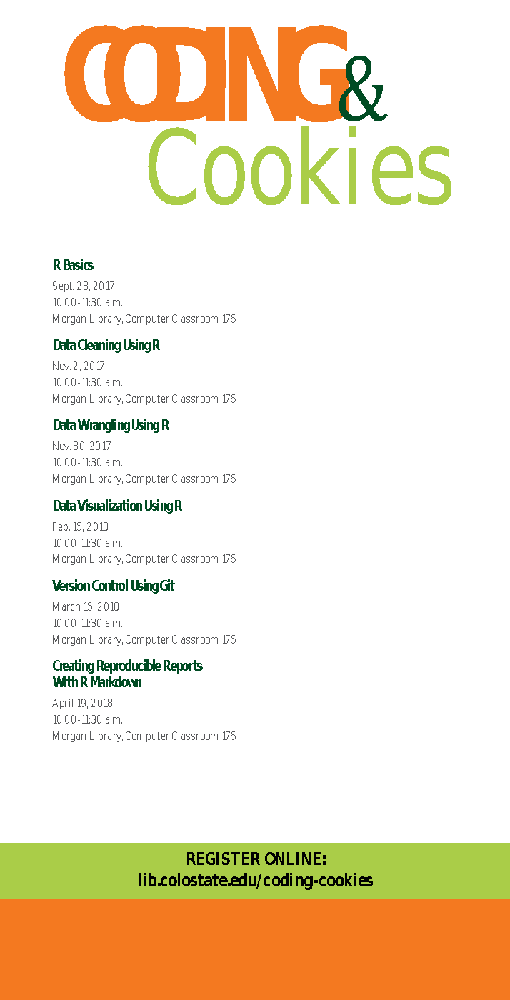 CODING &
Cookies
R Basics
Sept. 28, 2017
10:00-11:30 a.m.
Morgan Library, Computer Classroom 175
Data Cleaning Using R
Nov. 2, 2017
10:00-11:30 a.m.
Morgan Library, Computer Classroom 175
Data Wrangling Using R
Nov. 30, 2017
10:00-11:30 a.m.
Morgan Library, Computer Classroom 175
Data Visualization Using R
Feb. 15, 2018
10:00-11:30 a.m.
Morgan Library, Computer Classroom 175
Version Control Using Git
March 15, 2018
10:00-11:30 a.m.
Morgan Library, Computer Classroom 175
Creating Reproducible Reports
With R Markdown
April 19, 2018
10:00-11:30 a.m.
Morgan Library, Computer Classroom 175
REGISTER ONLINE:
lib.colostate.edu/coding-cookies